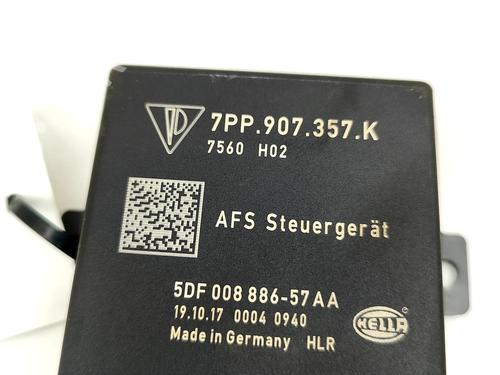 7PP.907.357.K
7560 H02
AFS Steuergerät
5DF 008 886-57AA
19.10.17 0004 0940
Made in Germany HLR
HELLA